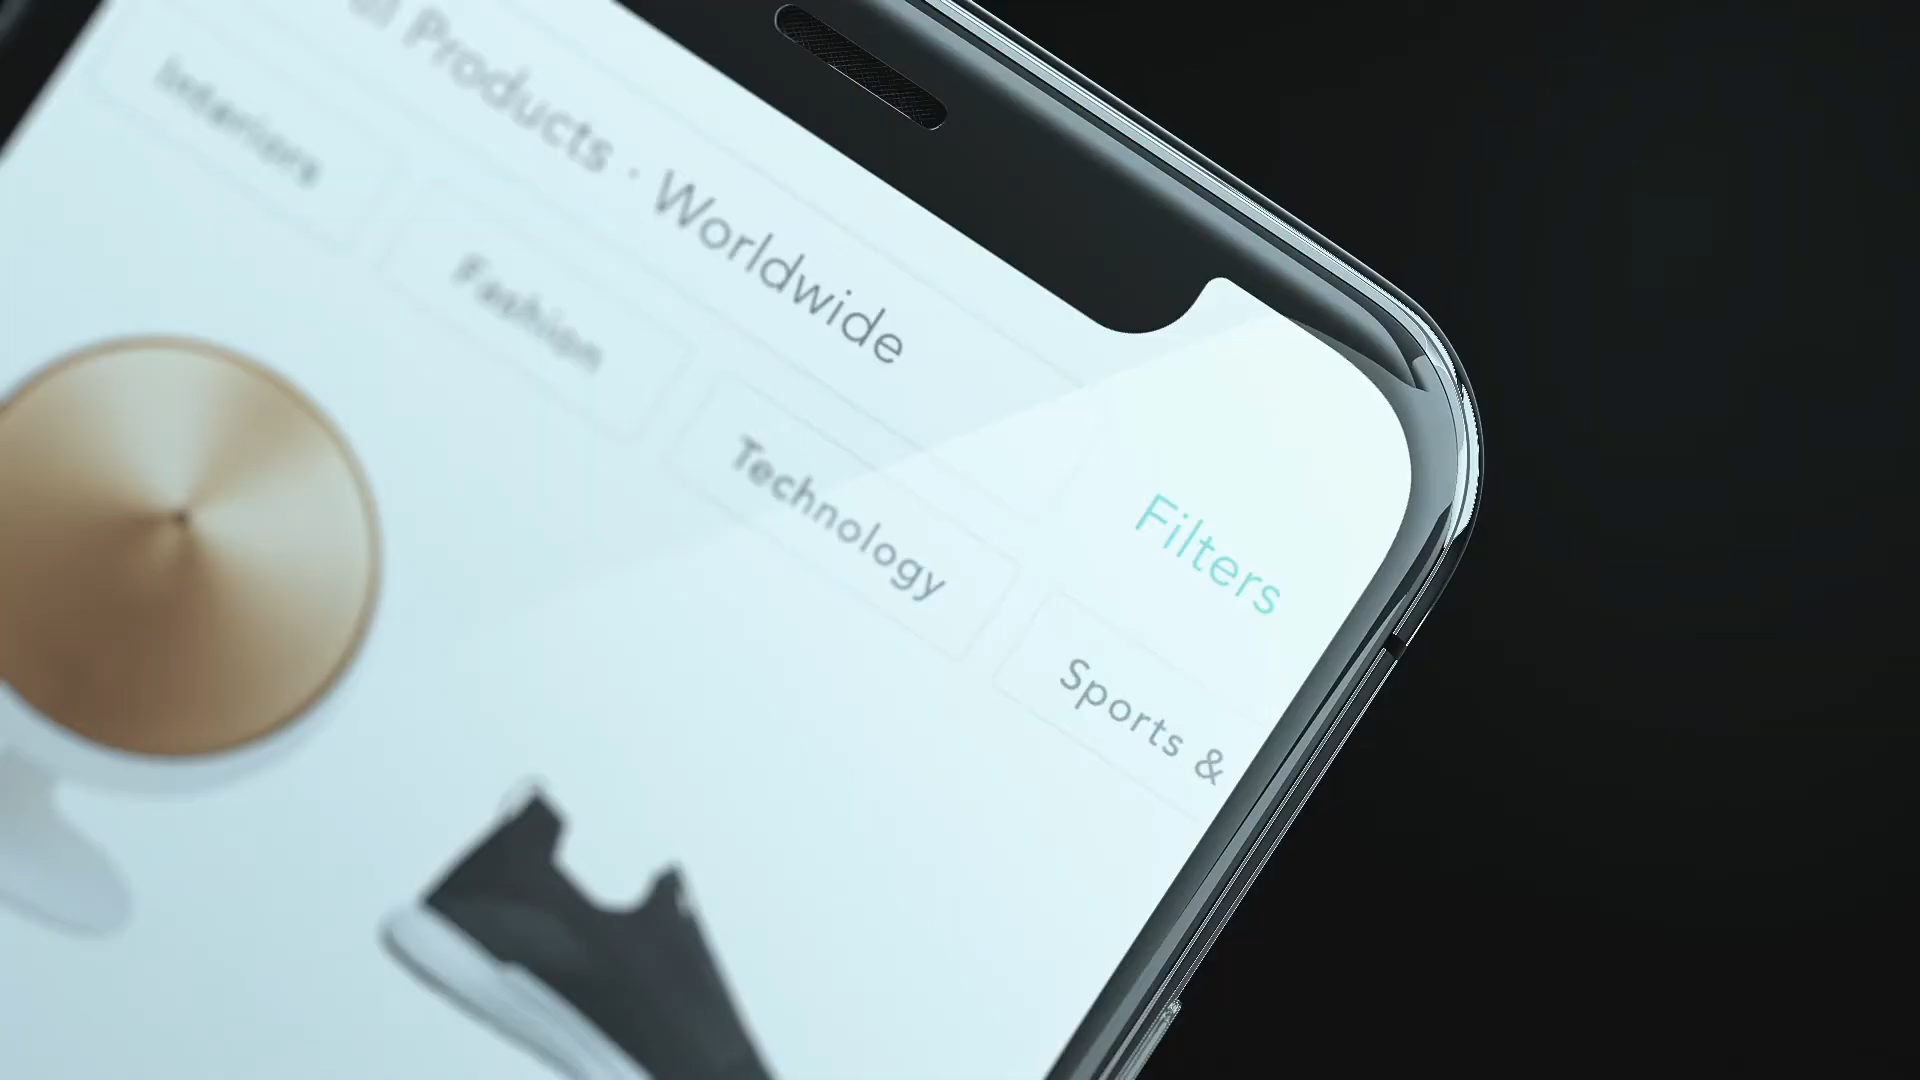 Products · Worldwide
Filters
Interiors
Fashion
Technology
Sports &